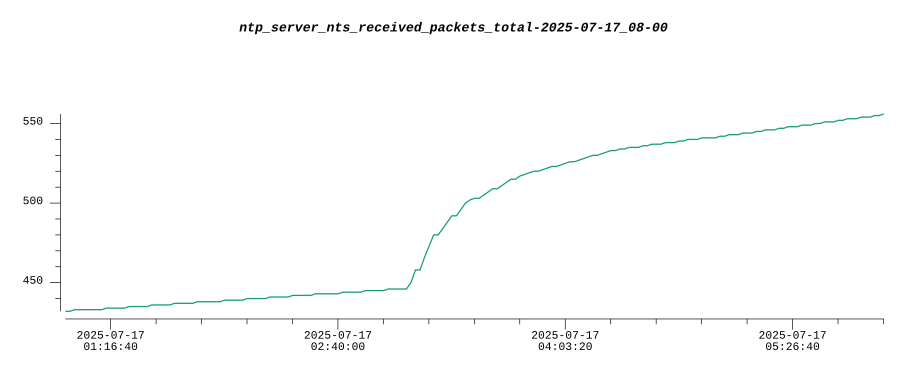 ntp_server_nts_received_packets_total-2025-07-17_08-00
550
500
450
2025-07-17 2025-07-17 2025-07-17 2025-07-17
01:16:40 02:40:00 04:03:20 05:26:40